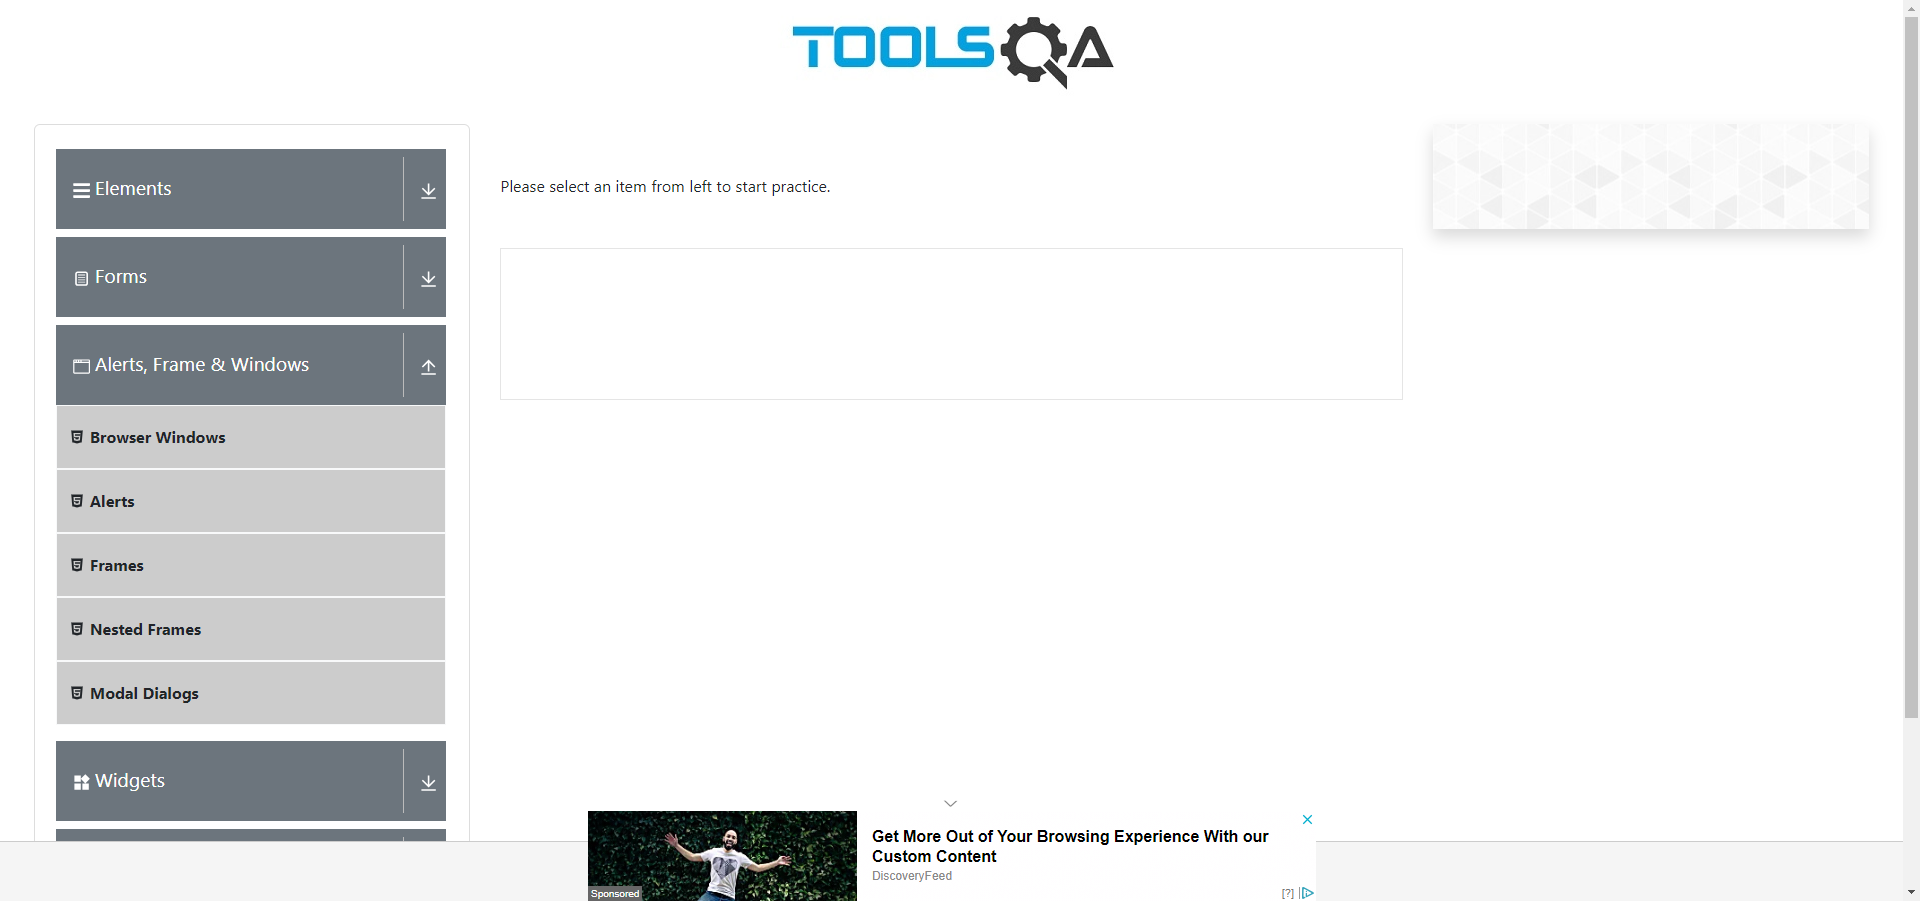 TOOLSQA
Elements
Forms
Alerts, Frame & Windows
Browser Windows
Alerts
Frames
Nested Frames
Modal Dialogs
Widgets
Please select an item from left to start practice.
Get More Out of Your Browsing Experience With our
Custom Content
DiscoveryFeed
Sponsored
[?]